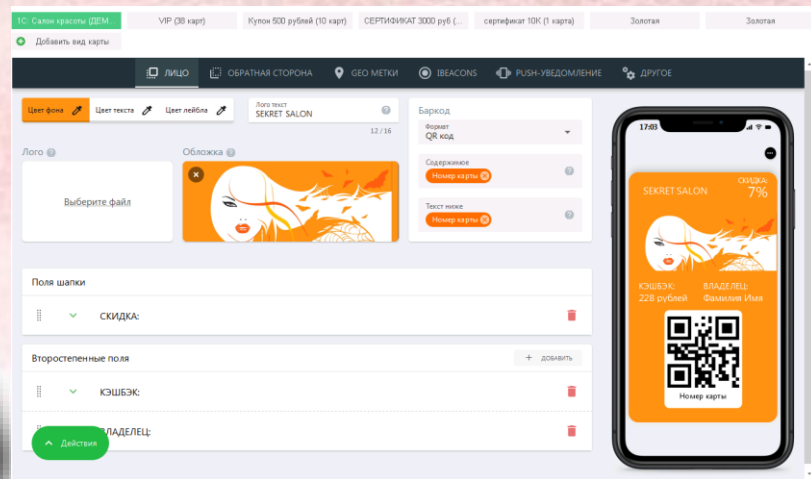 1С: Салон красоты (ДЕМ...
VIP (38 карт)
Купон 500 рублей (10 карт)
СЕРТИФИКАТ 3000 руб (...
сертификат 10К (1 карта)
Золотая
Золотая
Добавить вид карты
ЛИЦО
ОБРАТНАЯ СТОРОНА
GEO МЕТКИ
IBEACONS
PUSH-УВЕДОМЛЕНИЕ
ДРУГОЕ
Цвет фона
Цвет текста
Цвет лейбла
Лого текст
SEKRET SALON
12 / 16
Лого
Обложка
Выберите файл
Баркод
Формат
QR код
Содержимое
Номер карты
Текст ниже
Номер карты
Поля шапки
СКИДКА:
Второстепенные поля
+ ДОБАВИТЬ
КЭШБЭК:
ВЛАДЕЛЕЦ:
Действия
17:03
SEKRET SALON
СКИДКА:
7%
КЭШБЭК:
ВЛАДЕЛЕЦ:
228 рублей
Фамилия Имя
Номер карты